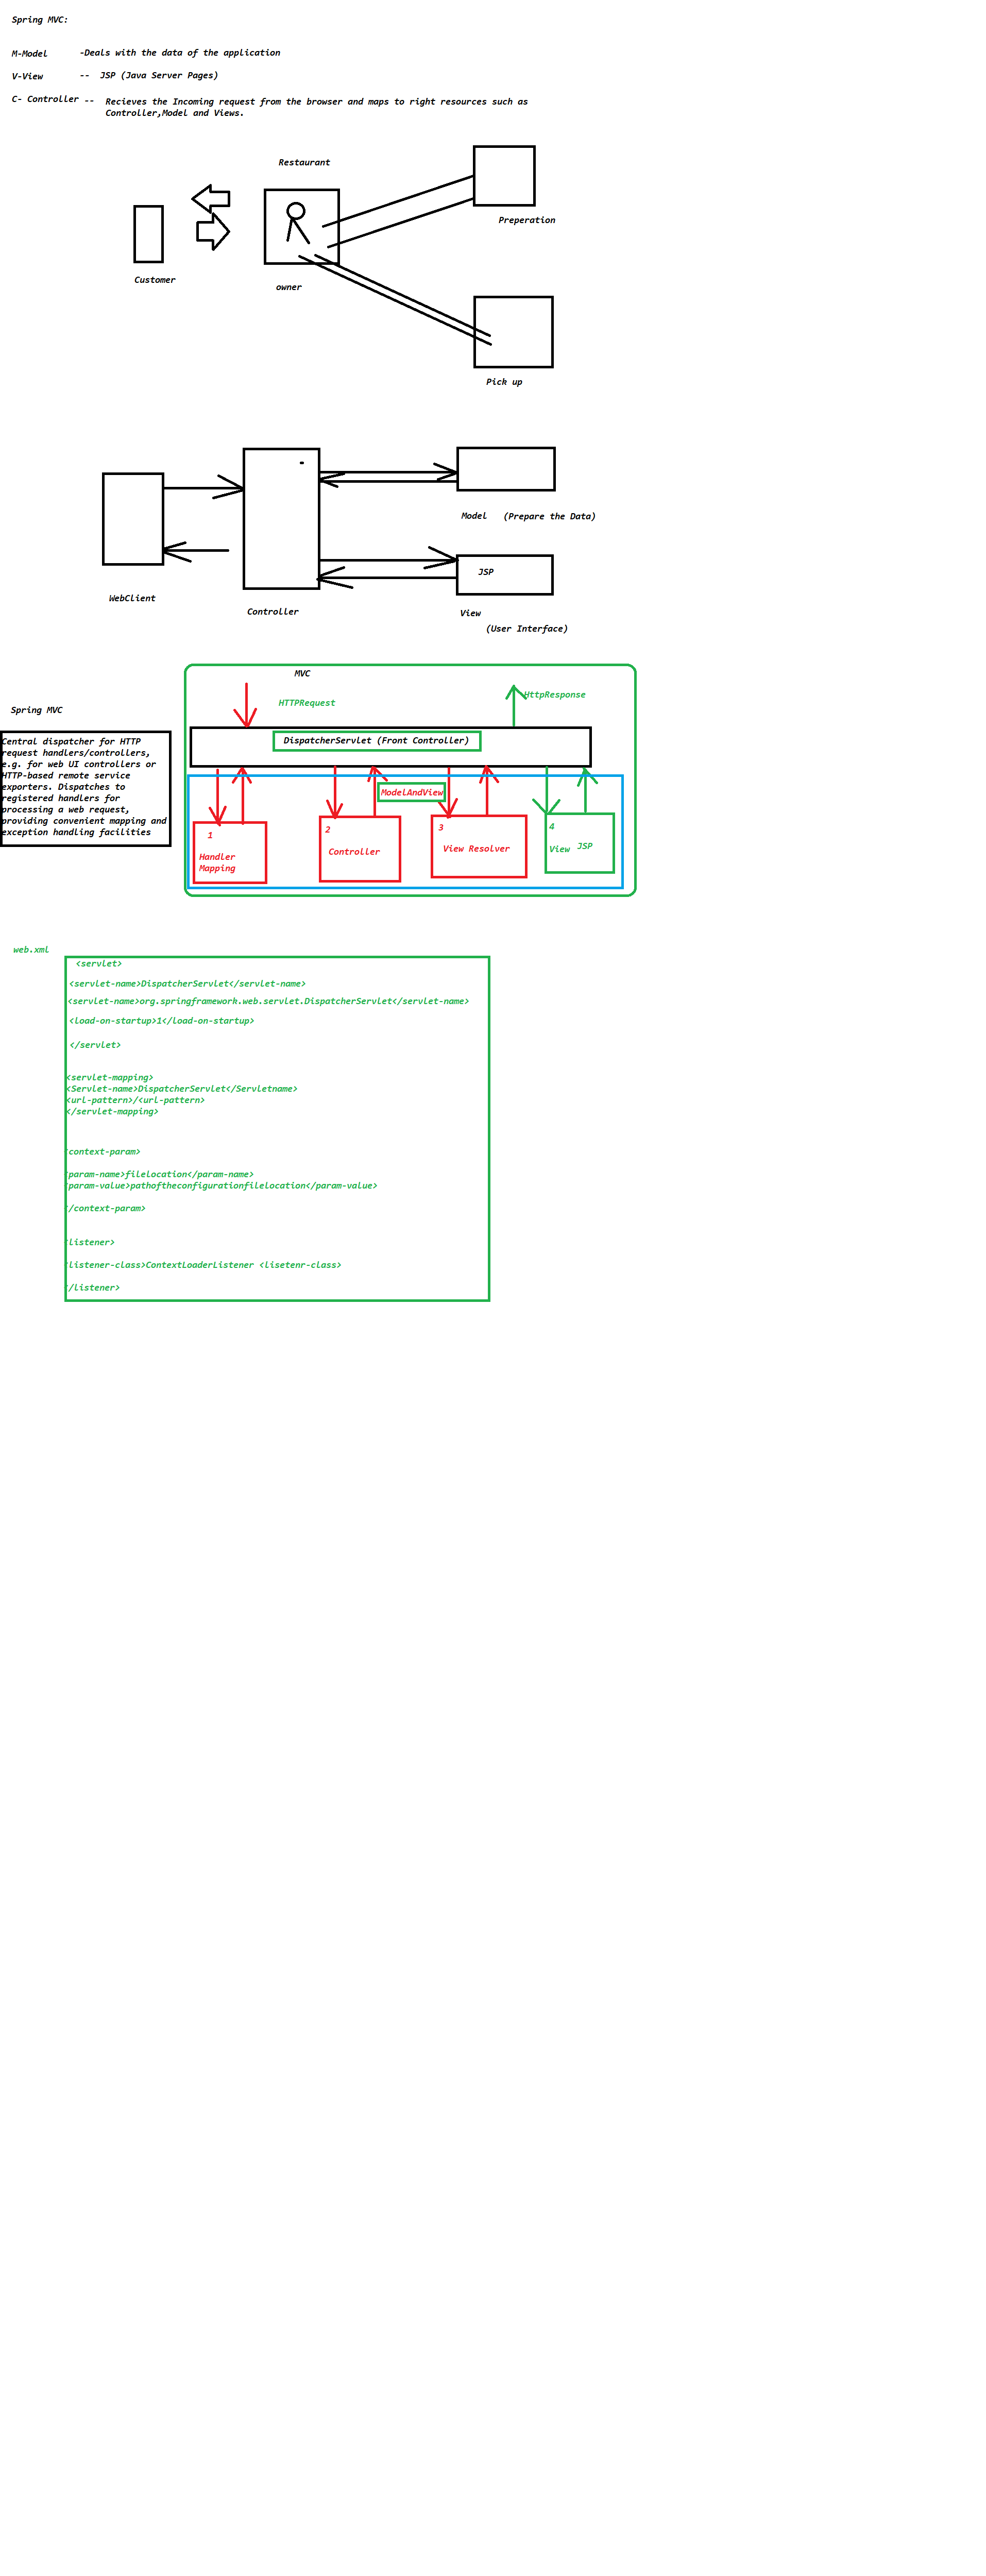 Spring MVC:
M-Model -Deals with the data of the application
V-View -- JSP (Java Server Pages)
C- Controller -- Recieves the Incoming request from the browser and maps to right resources such as
Controller,Model and Views.
Restaurant
Preperation
Customer
owner
Pick up
Model (Prepare the Data)
JSP
WebClient
Controller
View
(User Interface)
MVC
HttpResponse
HTTPRequest
Spring MVC
DispatcherServlet (Front Controller)
Central dispatcher for HTTP
request handlers/controllers,
e.g. for web UI controllers or
HTTP-based remote service
exporters. Dispatches to
registered handlers for
processing a web request,
providing convenient mapping and
exception handling facilities
ModelAndView
1
Handler
Mapping
2
Controller
3
View Resolver
4
View JSP
web.xml
<servlet>
<servlet-name>DispatcherServlet</servlet-name>
<servlet-name>org.springframework.web.servlet.DispatcherServlet</servlet-name>
<load-on-startup>1</load-on-startup>
</servlet>
<servlet-mapping>
<Servlet-name>DispatcherServlet</Servletname>
<url-pattern>/<url-pattern>
</servlet-mapping>
<context-param>
<param-name>filelocation</param-name>
<param-value>pathoftheconfigurationfilelocation</param-value>
</context-param>
<listener>
<listener-class>ContextLoaderListener <lisetenr-class>
</listener>